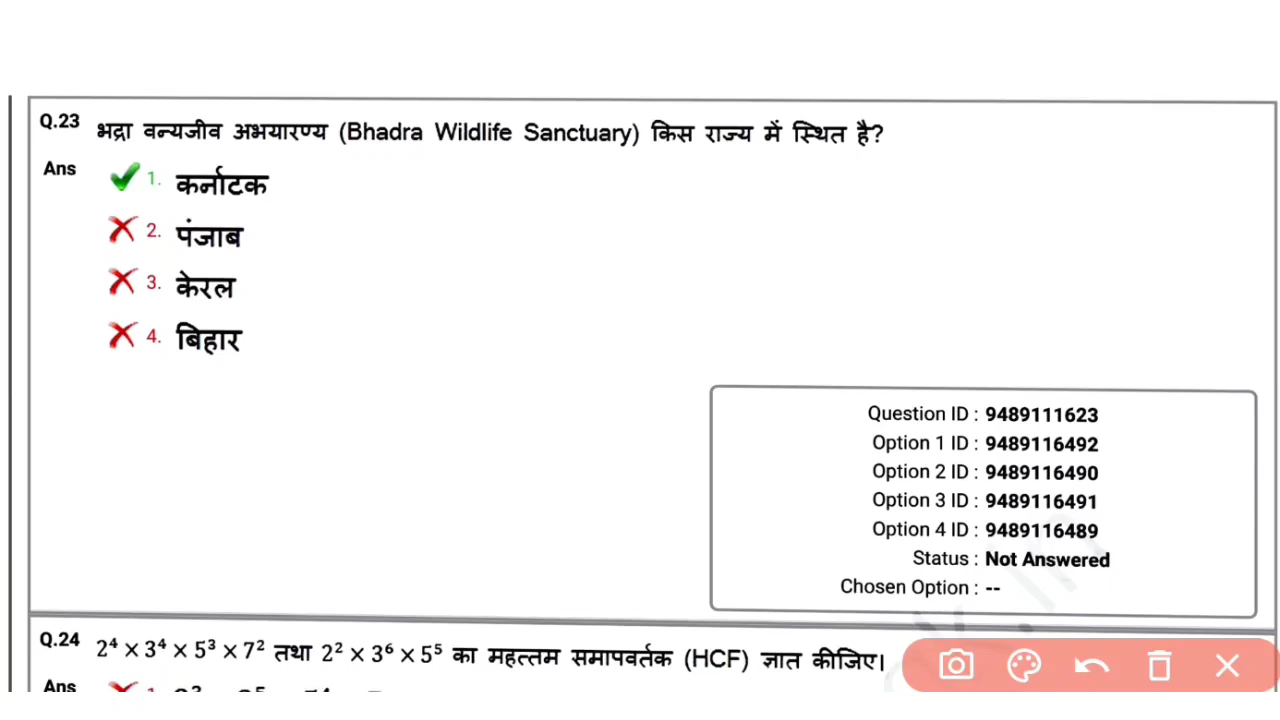 Q.23 भद्रा वन्यजीव अभयारण्य (Bhadra Wildlife Sanctuary) किस राज्य में स्थित है?
Ans 1. कर्नाटक
2. पंजाब
3. केरल
4. बिहार
Question ID : 9489111623
Option 1 ID : 9489116492
Option 2 ID : 9489116490
Option 3 ID : 9489116491
Option 4 ID : 9489116489
Status : Not Answered
Chosen Option : --
Q.24 2⁴ × 3⁴ × 5³ × 7² तथा 2² × 3⁶ × 5⁵ का महत्तम समापवर्तक (HCF) ज्ञात कीजिए।
Ans